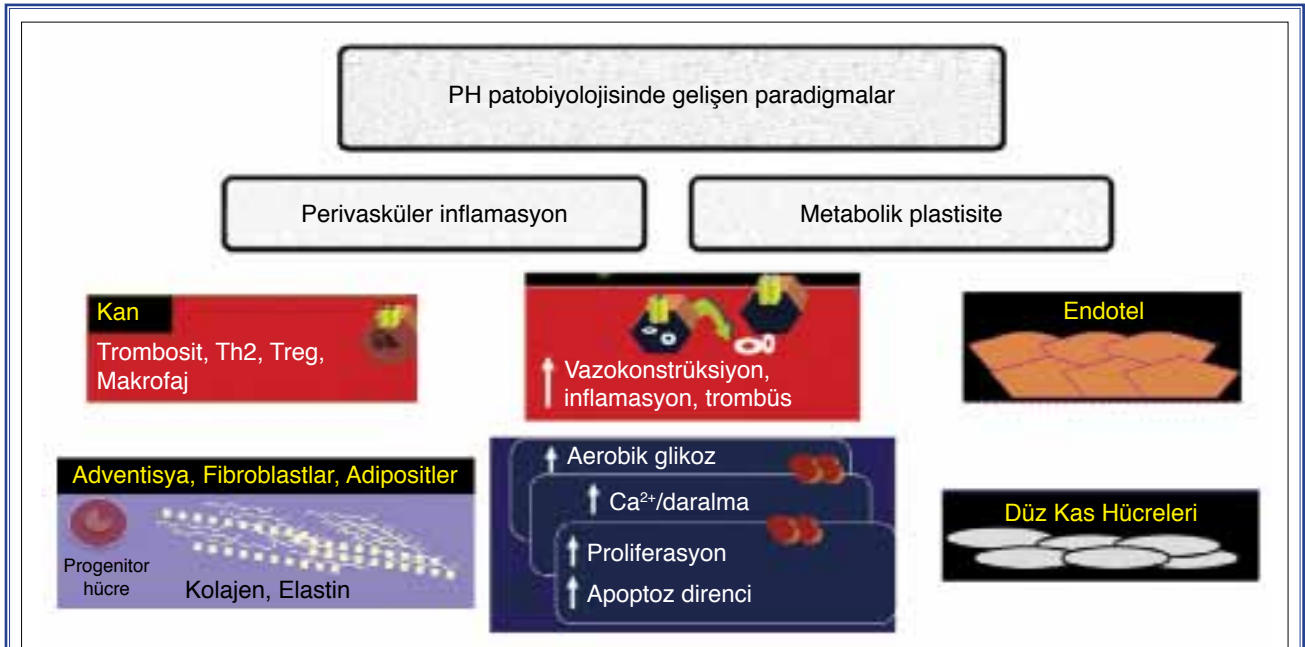 PH patobiyolojisinde gelişen paradigmalar
Perivasküler inflamasyon
Metabolik plastisite
Kan
Trombosit, Th2, Treg,
Makrofaj
Vazokonstrüksiyon,
inflamasyon, trombüs
Endotel
Adventisya, Fibroblastlar, Adipositler
Progenitor
hücre
Kolajen, Elastin
Aerobik glikoz
Ca²⁺/daralma
Proliferasyon
Apoptoz direnci
Düz Kas Hücreleri